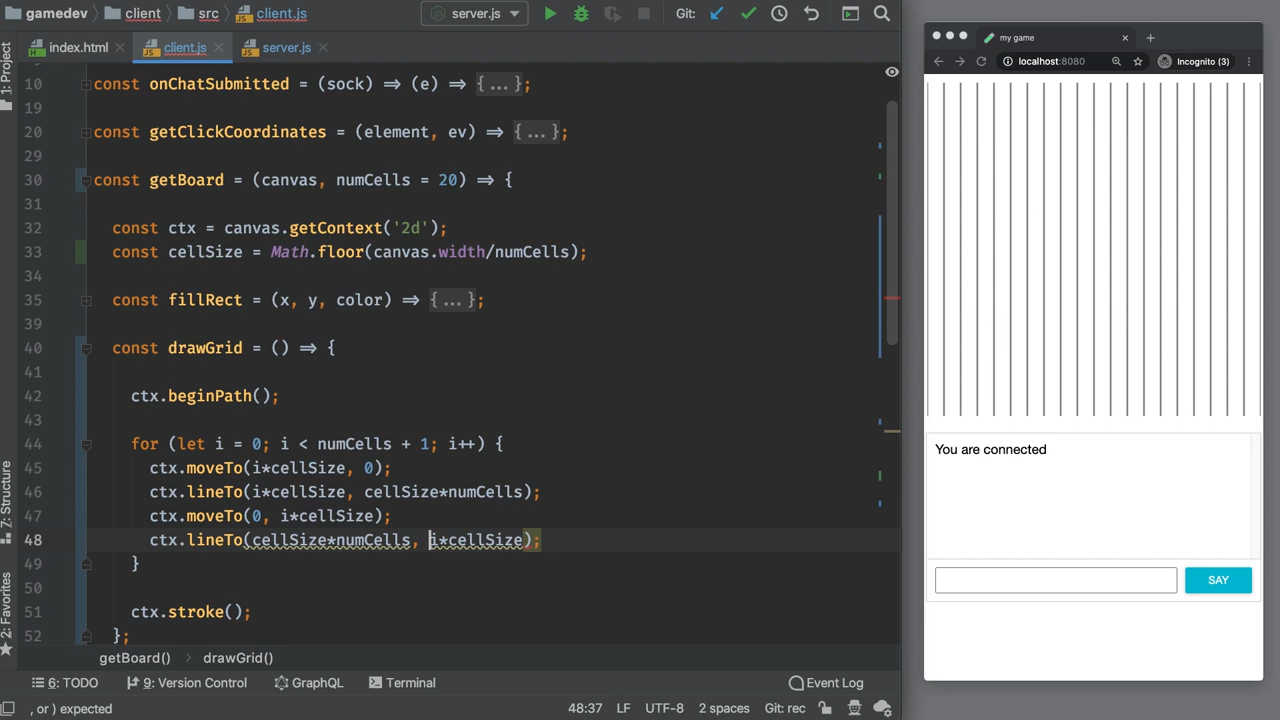 gamedev
client
src
client.js
server.js
Git:
index.html
client.js
server.js
my game
localhost:8080
Incognito (3)
1: Project
7: Structure
2: Favorites
10 const onChatSubmitted = (sock) ⇒ (e) ⇒ {...};
19
20 const getClickCoordinates = (element, ev) ⇒ {...};
29
30 const getBoard = (canvas, numCells = 20) ⇒ {
31
32 const ctx = canvas.getContext('2d');
33 const cellSize = Math.floor(canvas.width/numCells);
34
35 const fillRect = (x, y, color) ⇒ {...};
39
40 const drawGrid = () ⇒ {
41
42 ctx.beginPath();
43
44 for (let i = 0; i < numCells + 1; i++) {
45 ctx.moveTo(i*cellSize, 0);
46 ctx.lineTo(i*cellSize, cellSize*numCells);
47 ctx.moveTo(0, i*cellSize);
48 ctx.lineTo(cellSize*numCells, i*cellSize);
49 }
50
51 ctx.stroke();
52 };
getBoard() › drawGrid()
6: TODO
9: Version Control
GraphQL
Terminal
Event Log
, or ) expected
48:37
LF
UTF-8
2 spaces
Git: rec
You are connected
SAY